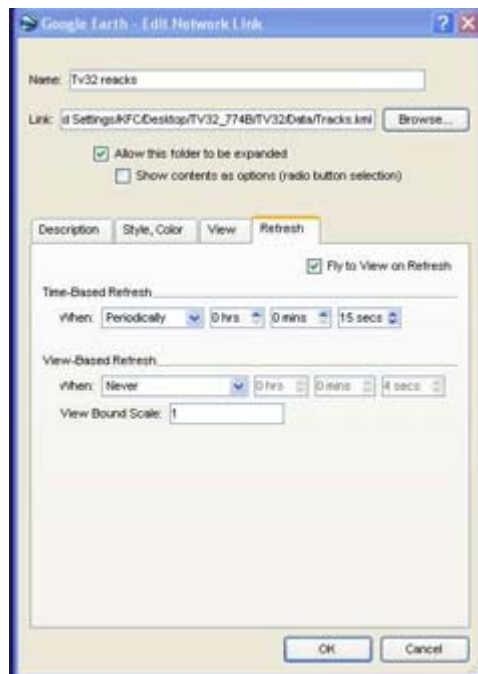 Google Earth - Edit Network Link
Name: Tv32 reacks
Link: d Settings/KFC/Desktop/TV32_774B/TV32/Data/Tracks.kml Browse...
Allow this folder to be expanded
Show contents as options (radio button selection)
Description Style, Color View Refresh
Fly to View on Refresh
Time-Based Refresh
When: Periodically 0 hrs 0 mins 15 secs
View-Based Refresh
When: Never 0 hrs 0 mins 4 secs
View Bound Scale: 1
OK Cancel